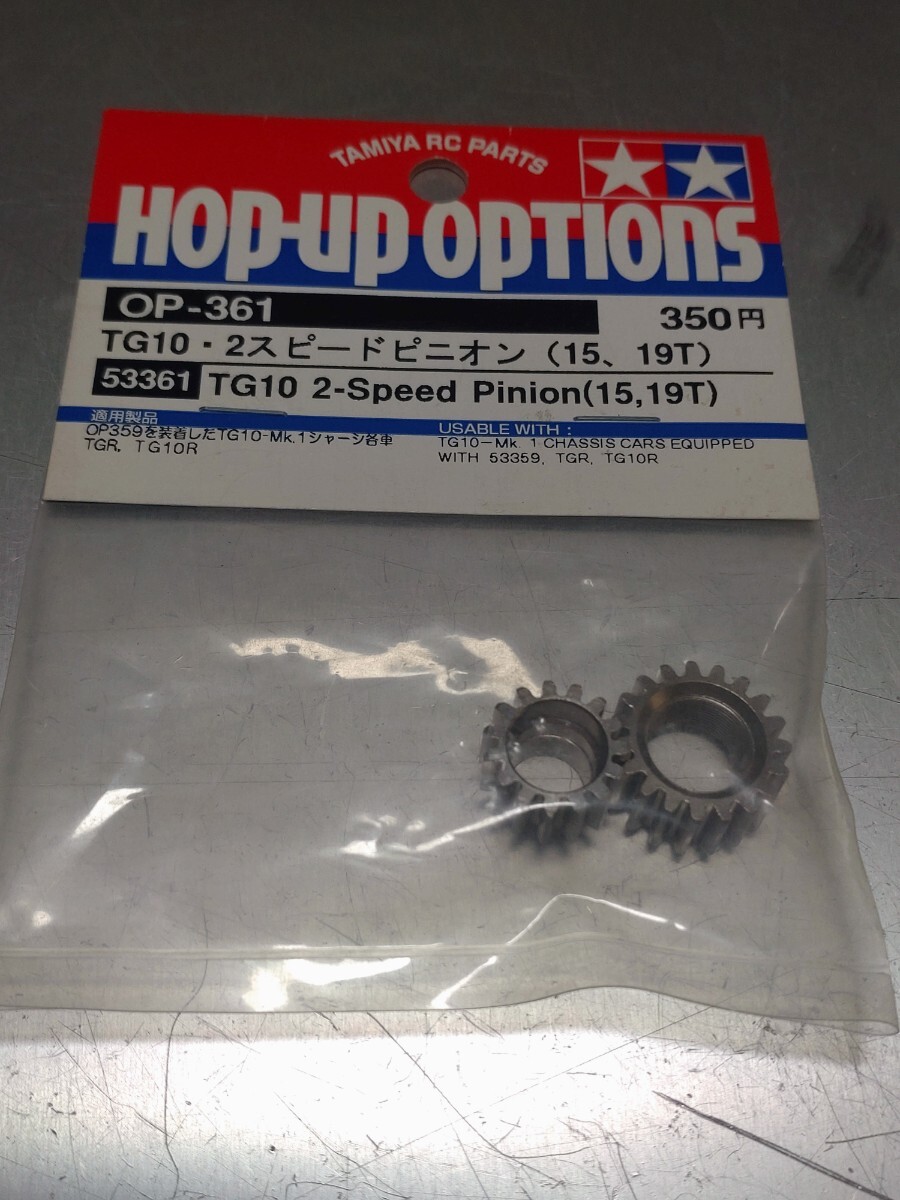 TAMIYA RC PARTS
HOP-UP OPTIONS
OP-361 350円
TG10・2スピードピニオン（15、19T）
53361 TG10 2-Speed Pinion(15,19T)
適用製品
OP359を装着したTG10-Mk.1シャーシ各車
TGR, TG10R
USABLE WITH :
TG10-Mk. 1 CHASSIS CARS EQUIPPED
WITH 53359, TGR, TG10R